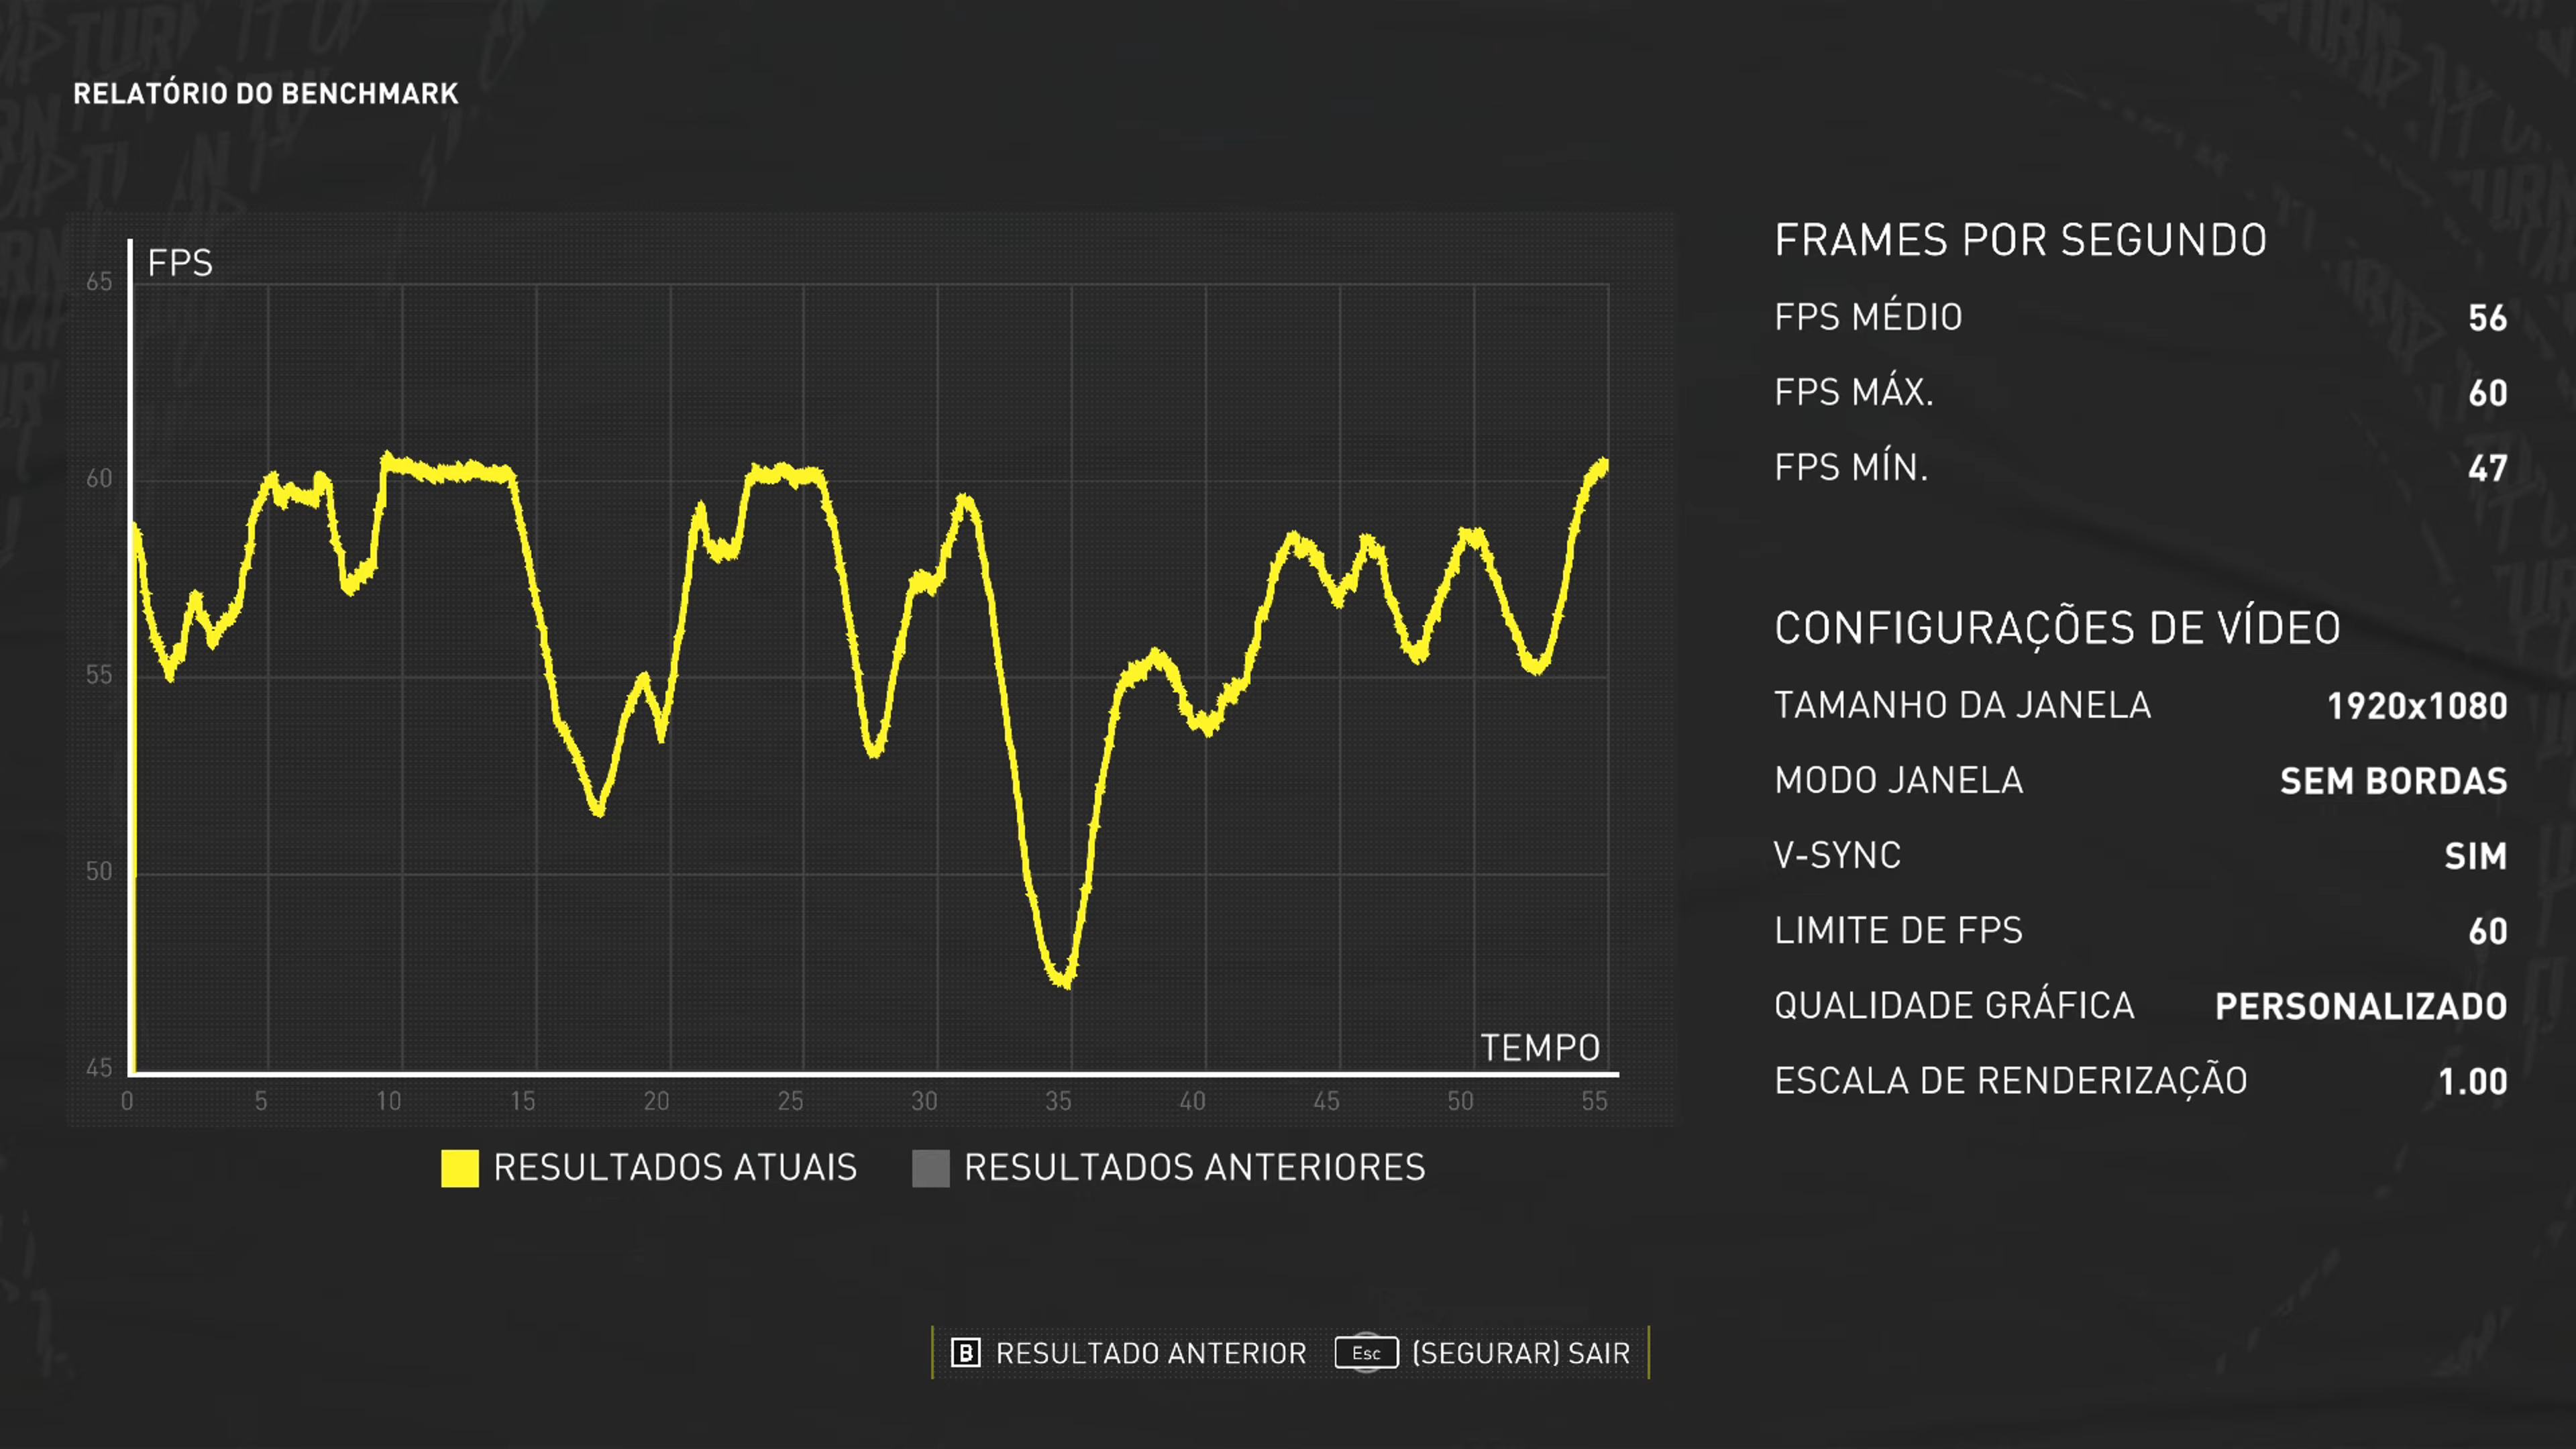 RELATÓRIO DO BENCHMARK
FPS
65
60
55
50
45
TEMPO
0 5 10 15 20 25 30 35 40 45 50 55
RESULTADOS ATUAIS RESULTADOS ANTERIORES
FRAMES POR SEGUNDO
FPS MÉDIO 56
FPS MÁX. 60
FPS MÍN. 47
CONFIGURAÇÕES DE VÍDEO
TAMANHO DA JANELA 1920x1080
MODO JANELA SEM BORDAS
V-SYNC SIM
LIMITE DE FPS 60
QUALIDADE GRÁFICA PERSONALIZADO
ESCALA DE RENDERIZAÇÃO 1.00
B RESULTADO ANTERIOR Esc (SEGURAR) SAIR